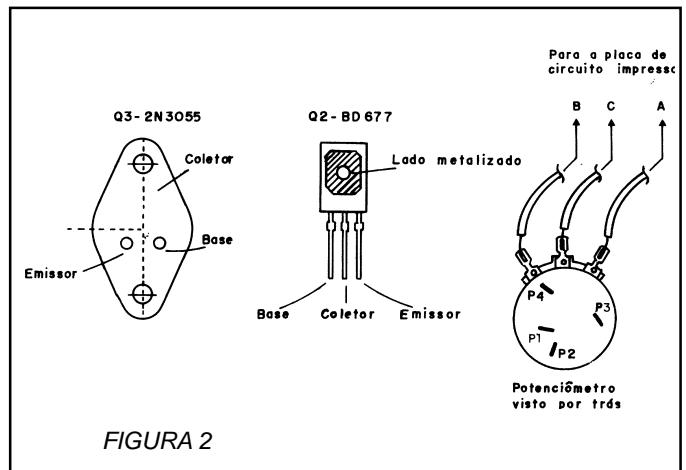 Q3-2N3055
Coletor
Base
Emissor
Q2-BD677
Lado metalizado
Base Coletor Emissor
Para a placa de
circuito impresso
B C A
P4
P3
P1
P2
Potenciômetro
visto por trás
FIGURA 2